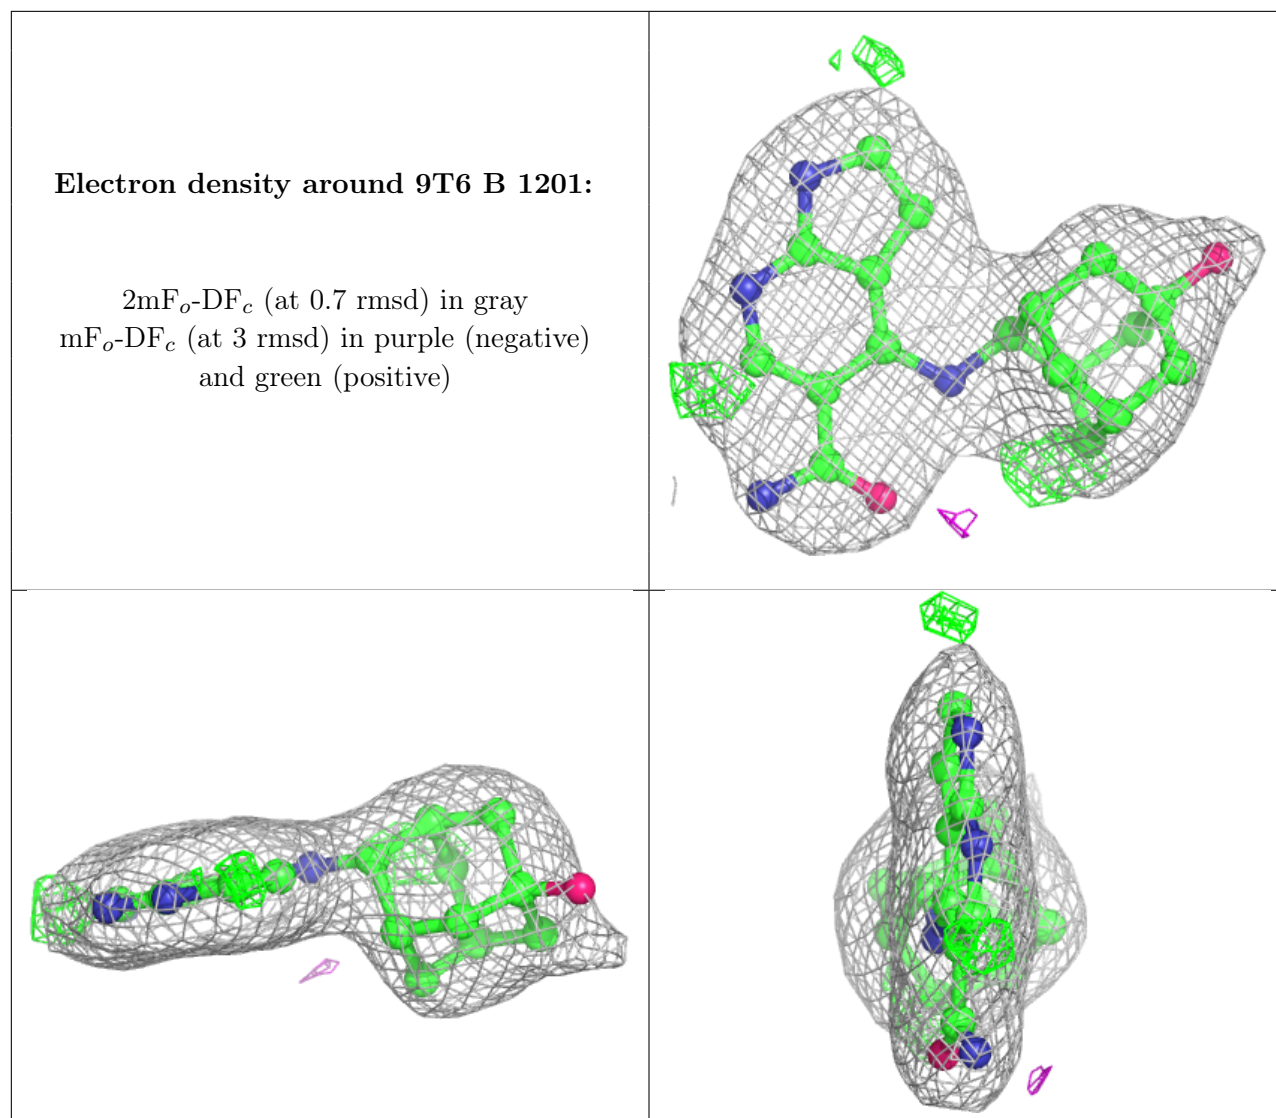 Electron density around 9T6 B 1201:
2mFo-DFc (at 0.7 rmsd) in gray
mFo-DFc (at 3 rmsd) in purple (negative)
and green (positive)